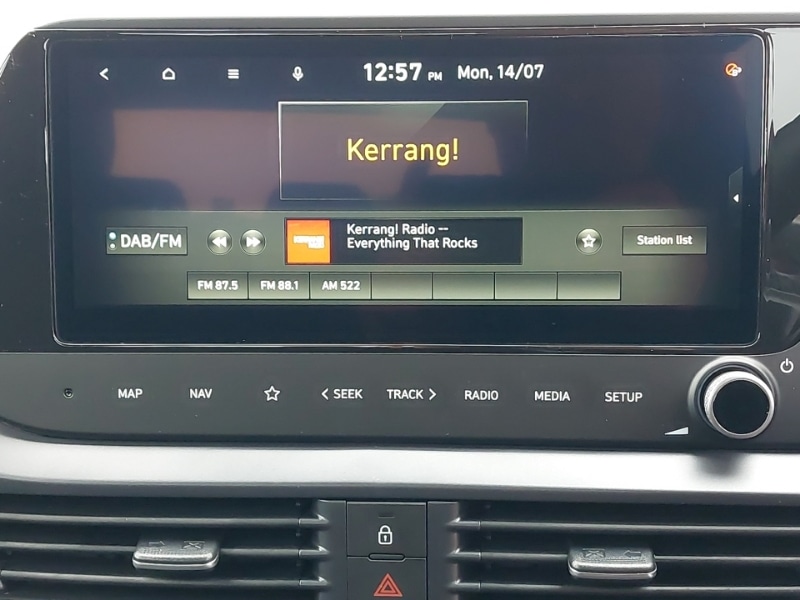 12:57 PM Mon, 14/07
Kerrang!
DAB/FM
Kerrang! Radio --
Everything That Rocks
Station list
FM 87.5 FM 88.1 AM 522
MAP NAV < SEEK TRACK > RADIO MEDIA SETUP